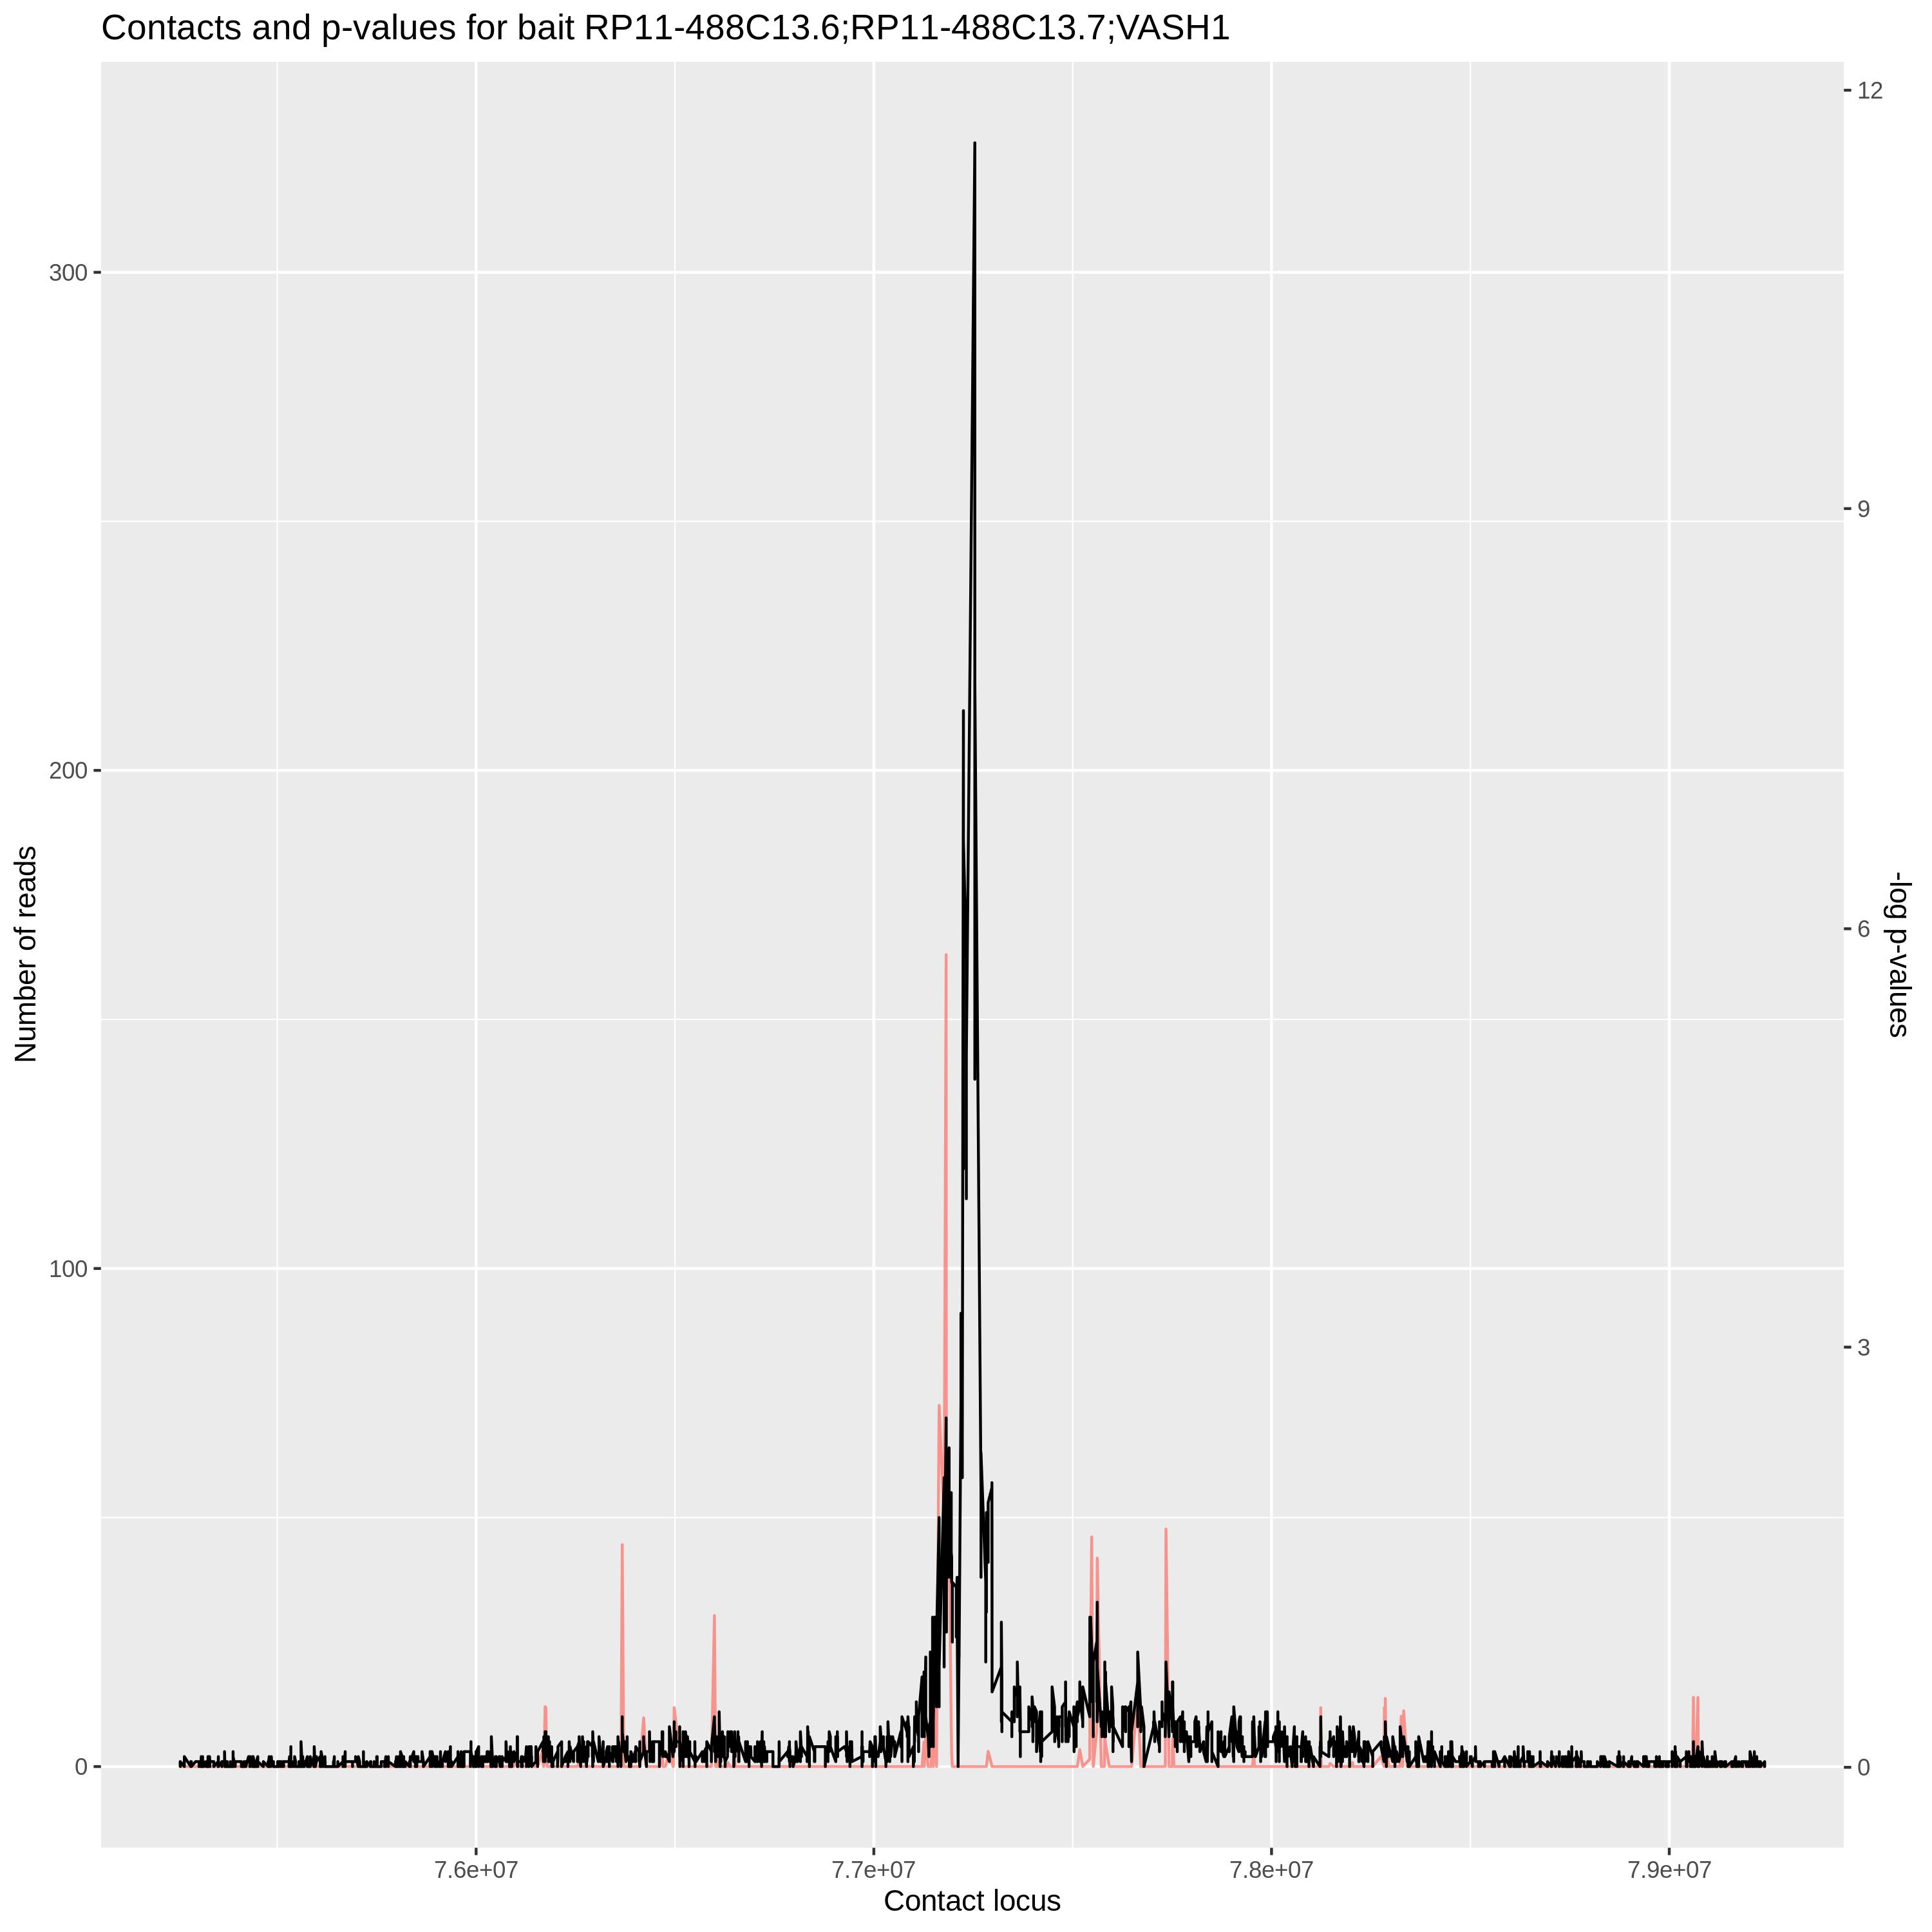 Contacts and p-values for bait RP11-488C13.6;RP11-488C13.7;VASH1
12
300
9
200
Number of reads
6
-log p-values
100
3
0
0
7.6e+07
7.7e+07
7.8e+07
7.9e+07
Contact locus